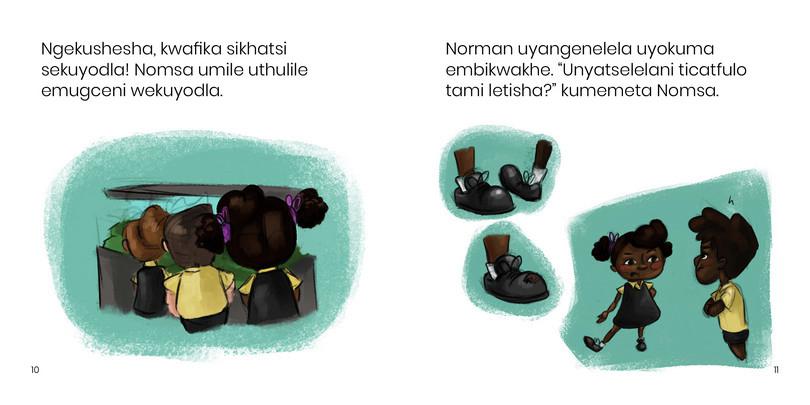 Ngekushesha, kwafika sikhatsi
sekuyodla! Nomsa umile uthulile
emugceni wekuyodla.
Norman uyangenelela uyokuma
embikwakhe. “Unyatselelani ticatfulo
tami letisha?” kumemeta Nomsa.
10
11